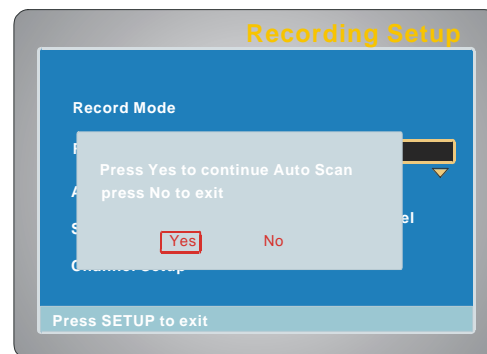 Recording Setup
Record Mode
Press Yes to continue Auto Scan
press No to exit
Yes No
Press SETUP to exit